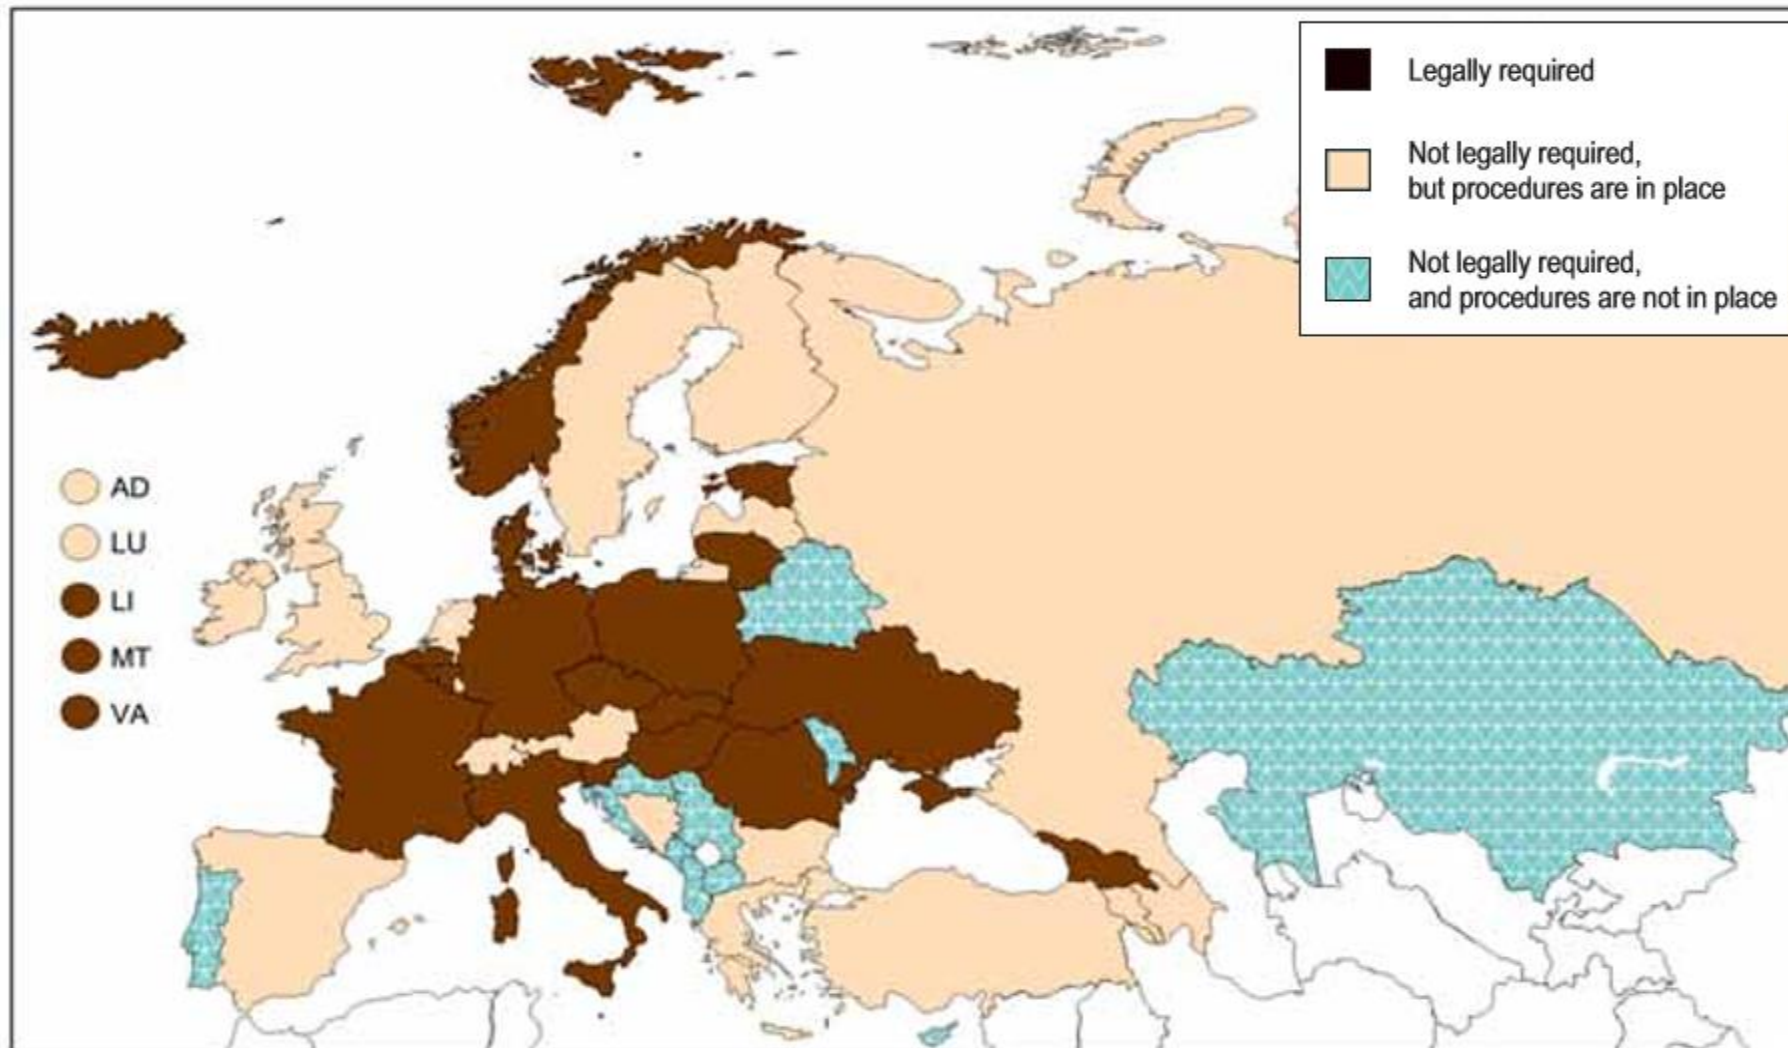 Legally required
Not legally required,
but procedures are in place
Not legally required,
and procedures are not in place
AD
LU
LI
MT
VA